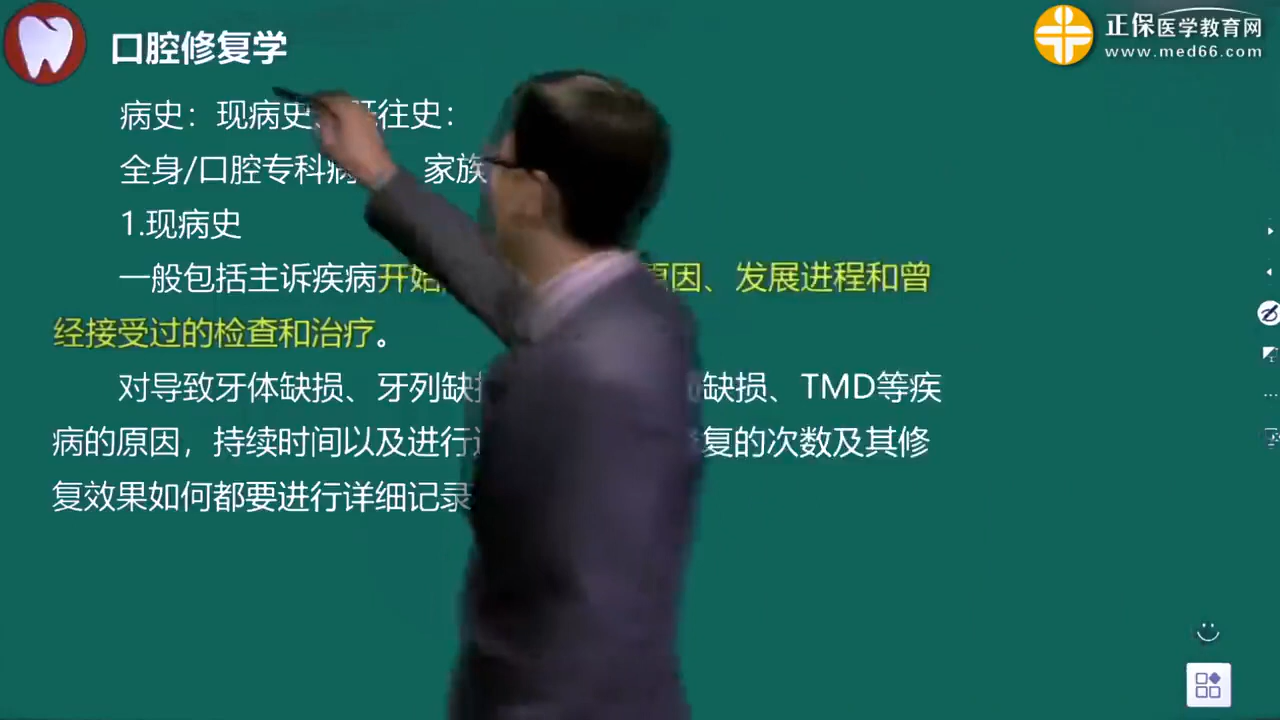 口腔修复学
正保医学教育网
www.med66.com
病史：现病史、既往史：
全身/口腔专科病 家族
1.现病史
一般包括主诉疾病开始 原因、发展进程和曾
经接受过的检查和治疗。
对导致牙体缺损、牙列缺 缺损、TMD等疾
病的原因，持续时间以及进行 复的次数及其修
复效果如何都要进行详细记录